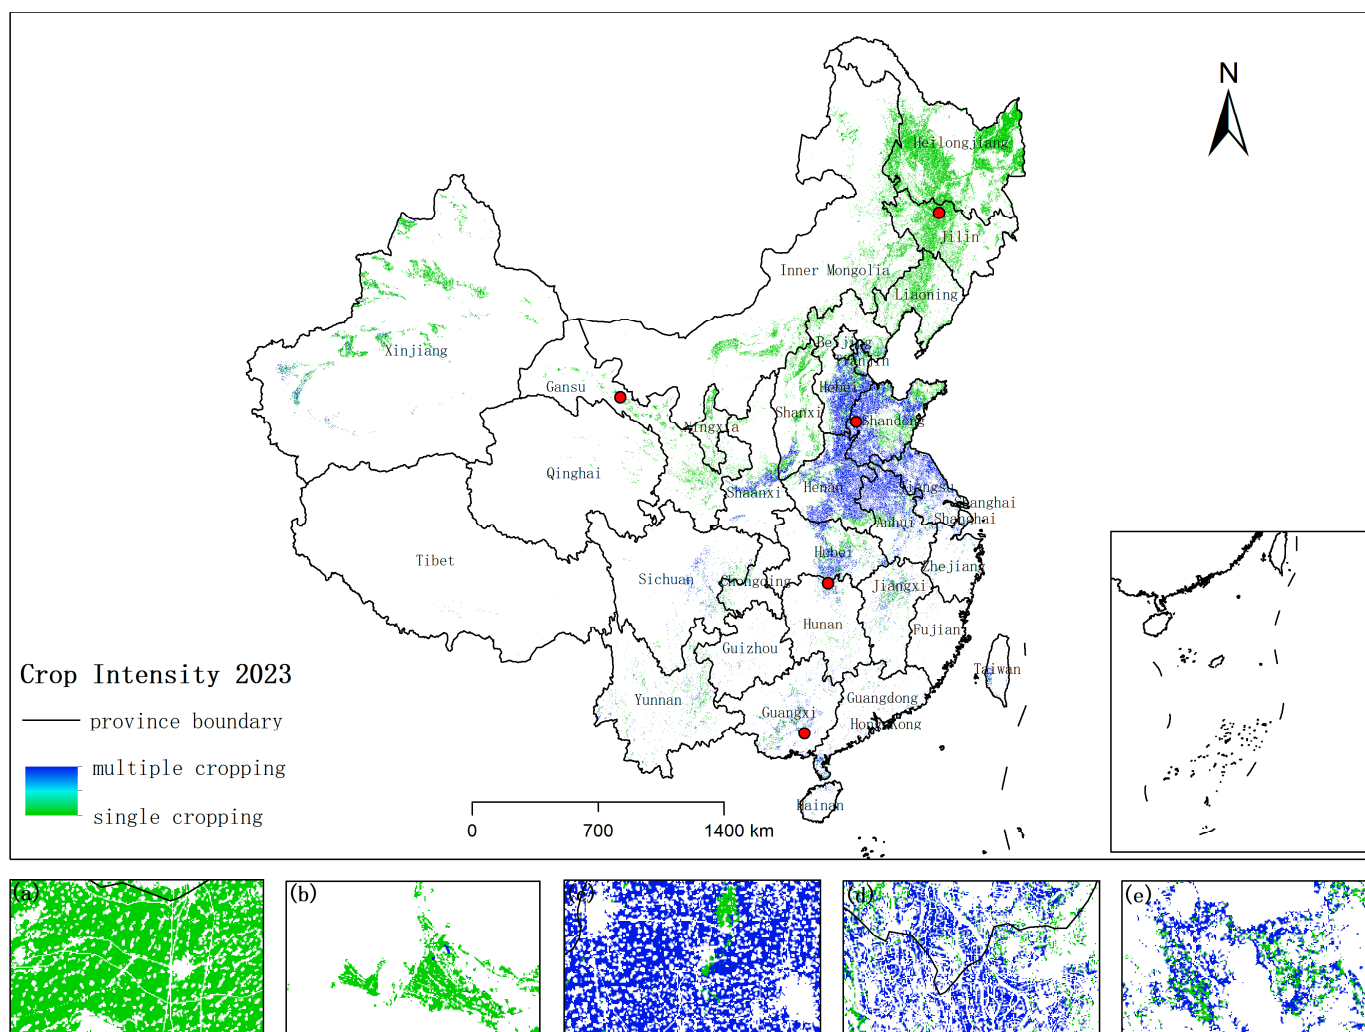 N
Heilongjiang
Jilin
Inner Mongolia
Liaoning
Beijing
Tianjin
Xinjiang
Hebei
Gansu
Shanxi
Shandong
Ningxia
Qinghai
Shaanxi
Henan
Jiangsu
Shanghai
Anhui
Shanghai
Hubei
Tibet
Sichuan
Chongqing
Zhejiang
Jiangxi
Hunan
Fujian
Guizhou
Taiwan
Crop Intensity 2023
Yunnan
Guangdong
Guangxi
Hong Kong
province boundary
multiple cropping
single cropping
Hainan
0 700 1400 km
(a) (b) (c) (d) (e)